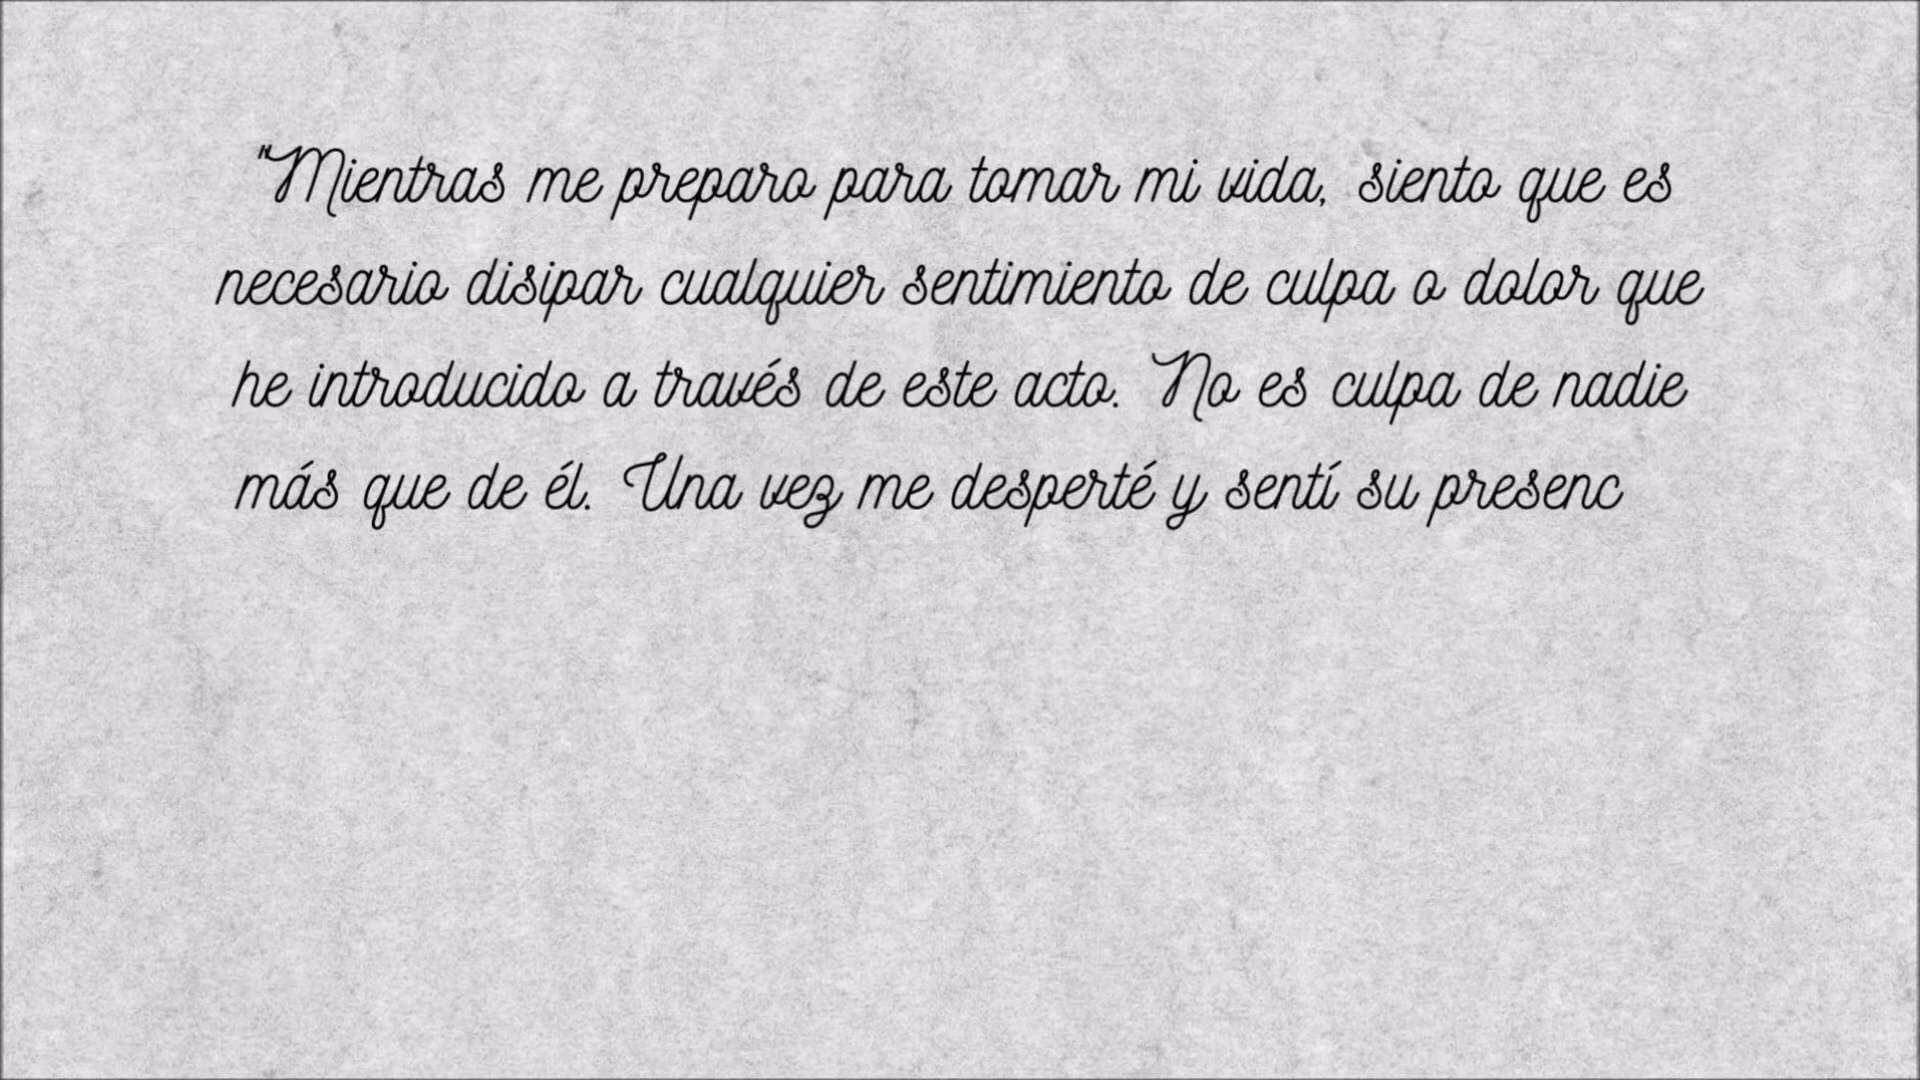 "Mientras me preparo para tomar mi vida, siento que es
necesario disipar cualquier sentimiento de culpa o dolor que
he introducido a través de este acto. No es culpa de nadie
más que de él. Una vez me desperté y sentí su presenc